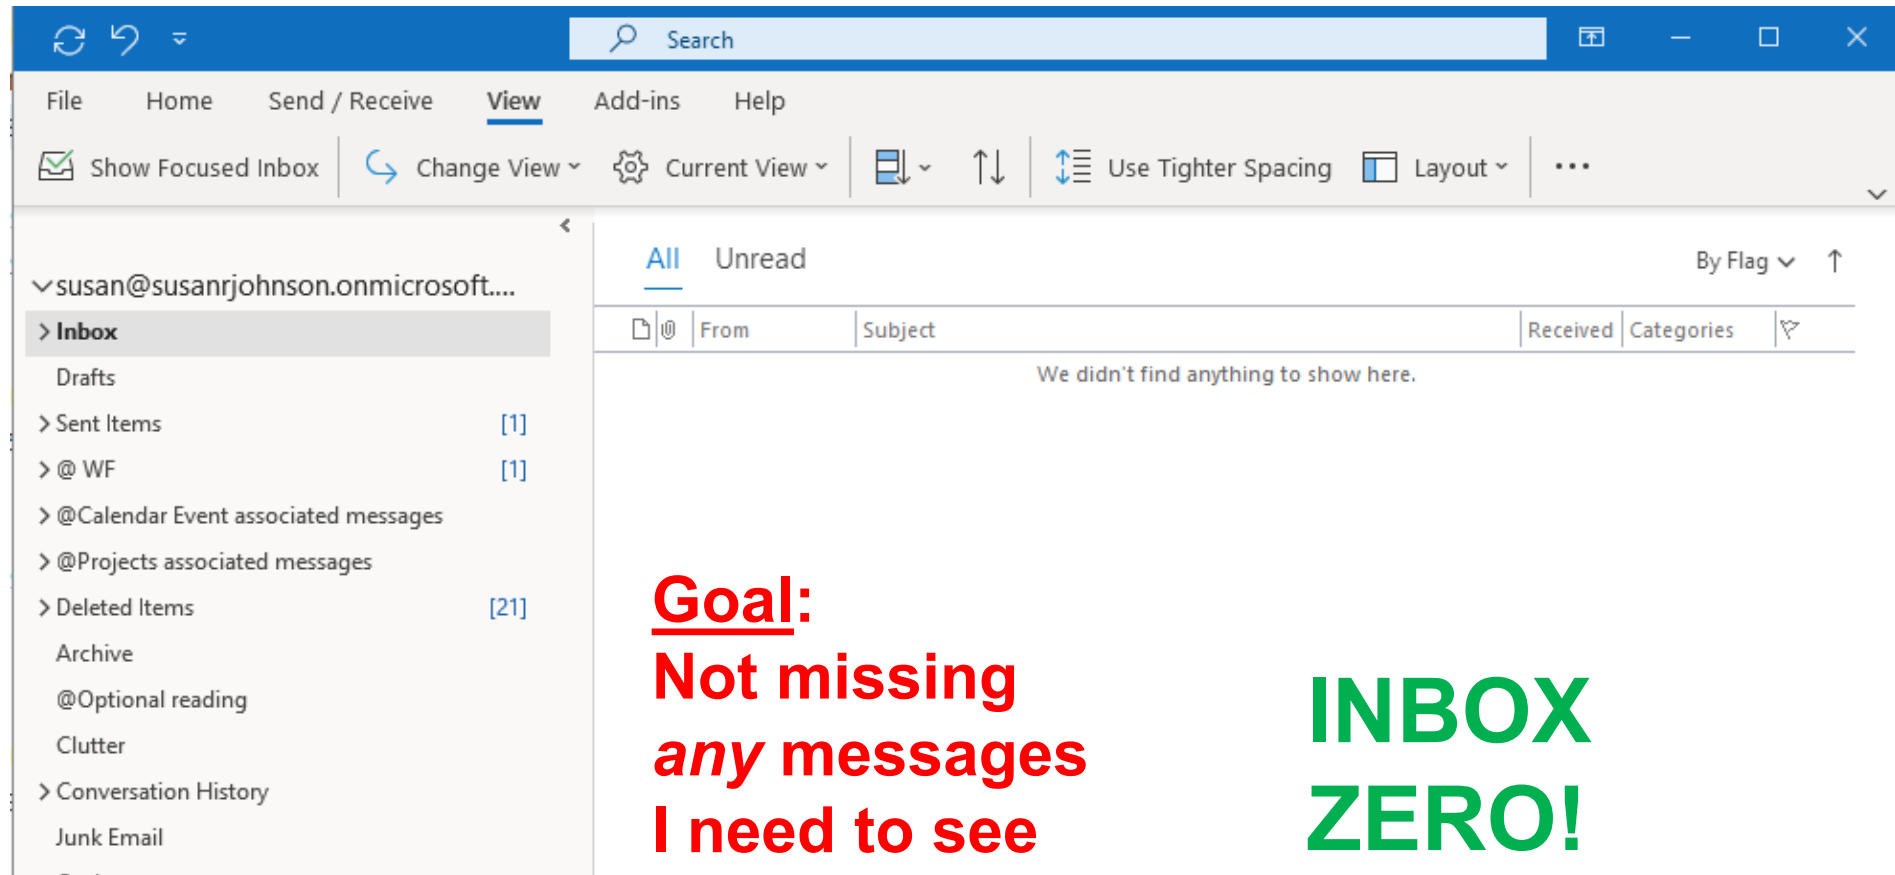 Search
File Home Send / Receive View Add-ins Help
Show Focused Inbox Change View Current View Use Tighter Spacing Layout ...
susan@susanrjohnson.onmicrosoft....
Inbox
Drafts
Sent Items [1]
@ WF [1]
@Calendar Event associated messages
@Projects associated messages
Deleted Items [21]
Archive
@Optional reading
Clutter
Conversation History
Junk Email
All Unread By Flag
From Subject Received Categories
We didn't find anything to show here.
Goal:
Not missing
any messages
I need to see
INBOX
ZERO!